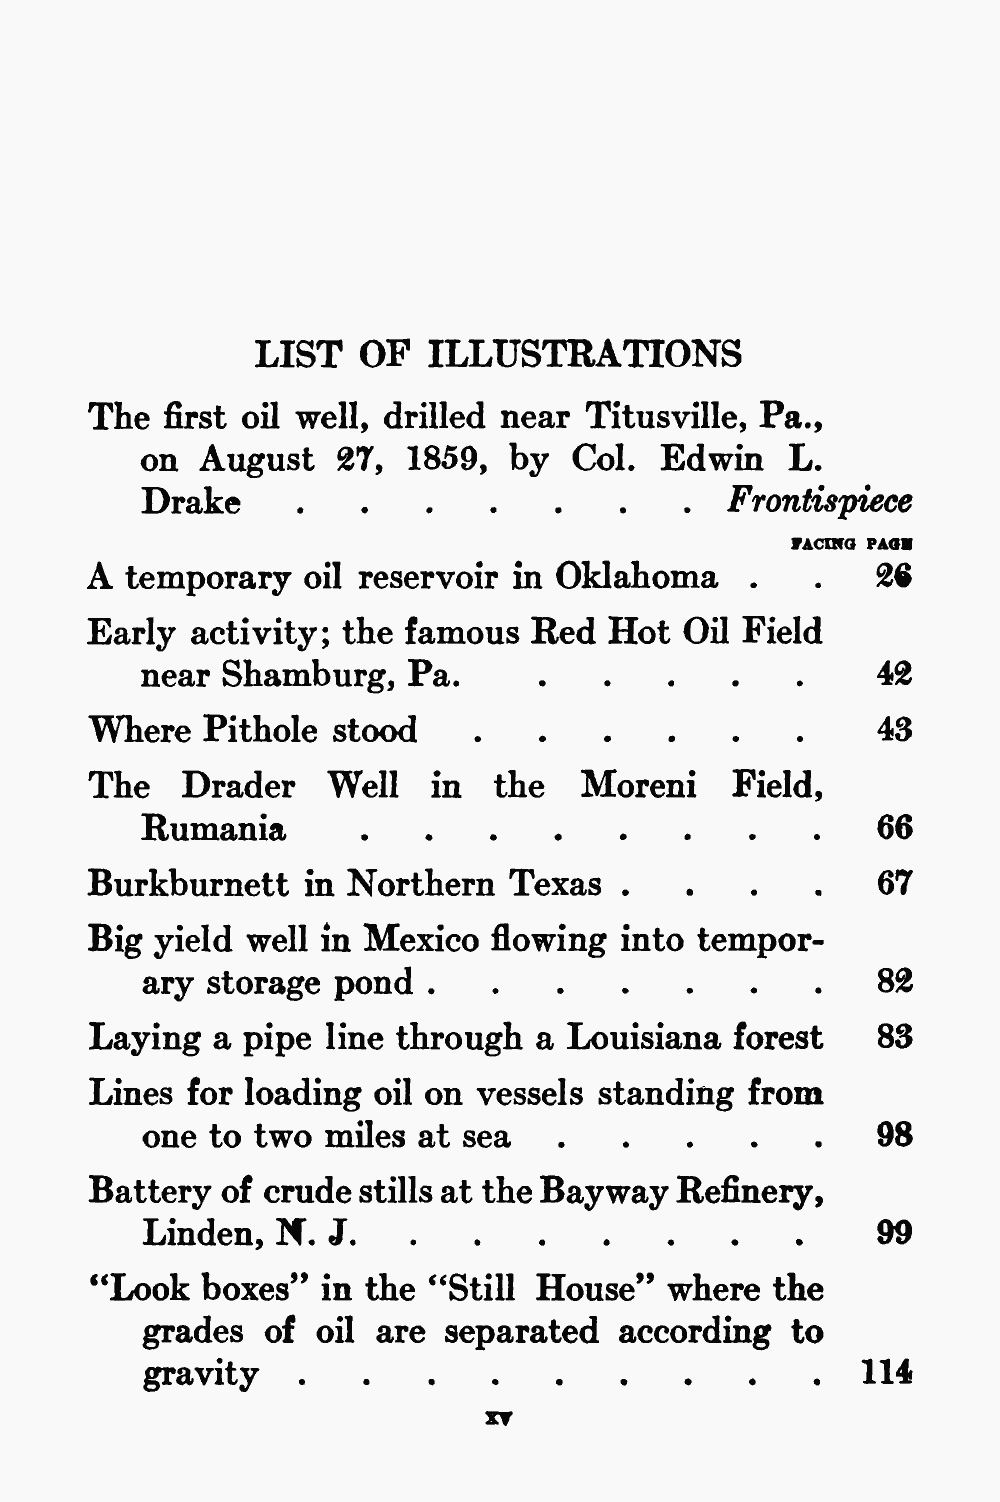 LIST OF ILLUSTRATIONS
The first oil well, drilled near Titusville, Pa.,
on August 27, 1859, by Col. Edwin L.
Drake . . . . . . . Frontispiece
FACING PAGE
A temporary oil reservoir in Oklahoma . . 26
Early activity; the famous Red Hot Oil Field
near Shamburg, Pa. . . . . . 42
Where Pithole stood . . . . . . 43
The Drader Well in the Moreni Field,
Rumania . . . . . . . . 66
Burkburnett in Northern Texas . . . . 67
Big yield well in Mexico flowing into tempor-
ary storage pond . . . . . . . 82
Laying a pipe line through a Louisiana forest 83
Lines for loading oil on vessels standing from
one to two miles at sea . . . . . 98
Battery of crude stills at the Bayway Refinery,
Linden, N. J. . . . . . . . 99
“Look boxes” in the “Still House” where the
grades of oil are separated according to
gravity . . . . . . . . . 114
xv